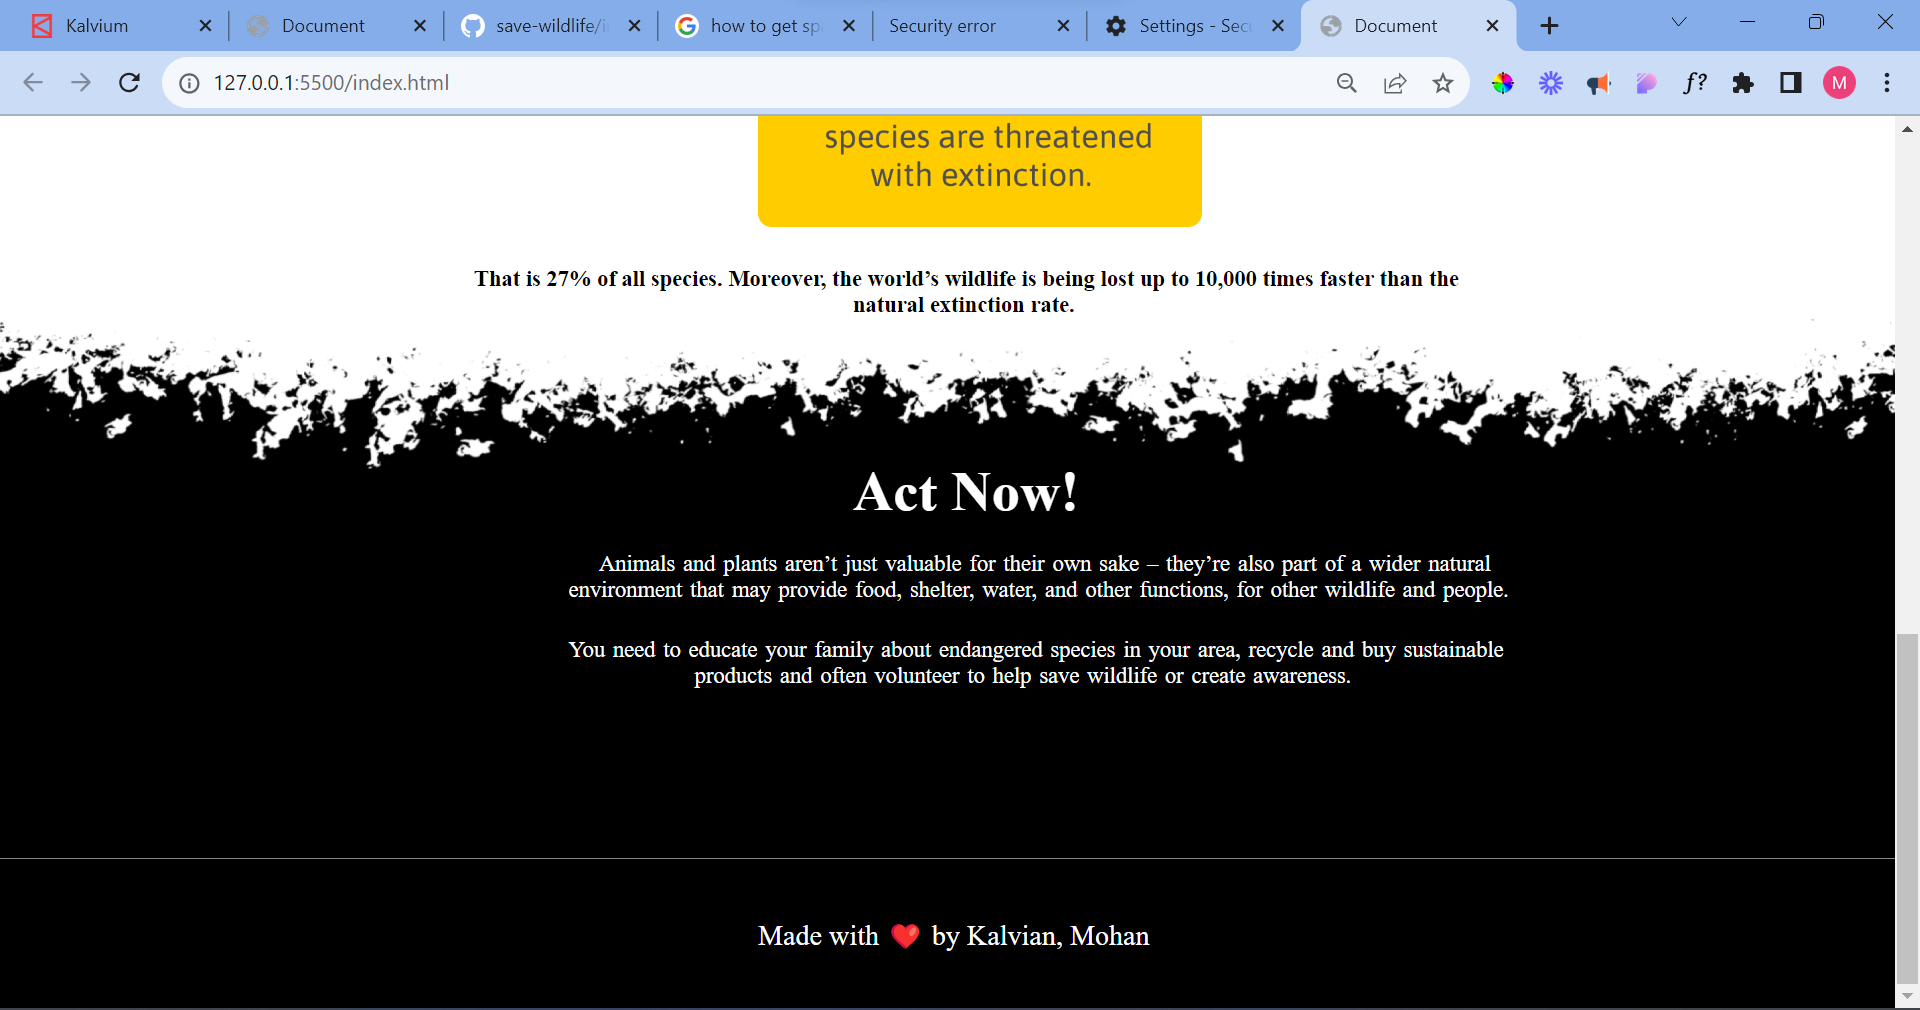 Kalvium
Document
save-wildlife/i
how to get sp
Security error
Settings - Secu
Document
127.0.0.1:5500/index.html
f?
M
species are threatened
with extinction.
That is 27% of all species. Moreover, the world’s wildlife is being lost up to 10,000 times faster than the
natural extinction rate.
Act Now!
Animals and plants aren’t just valuable for their own sake – they’re also part of a wider natural
environment that may provide food, shelter, water, and other functions, for other wildlife and people.
You need to educate your family about endangered species in your area, recycle and buy sustainable
products and often volunteer to help save wildlife or create awareness.
Made with ❤️ by Kalvian, Mohan